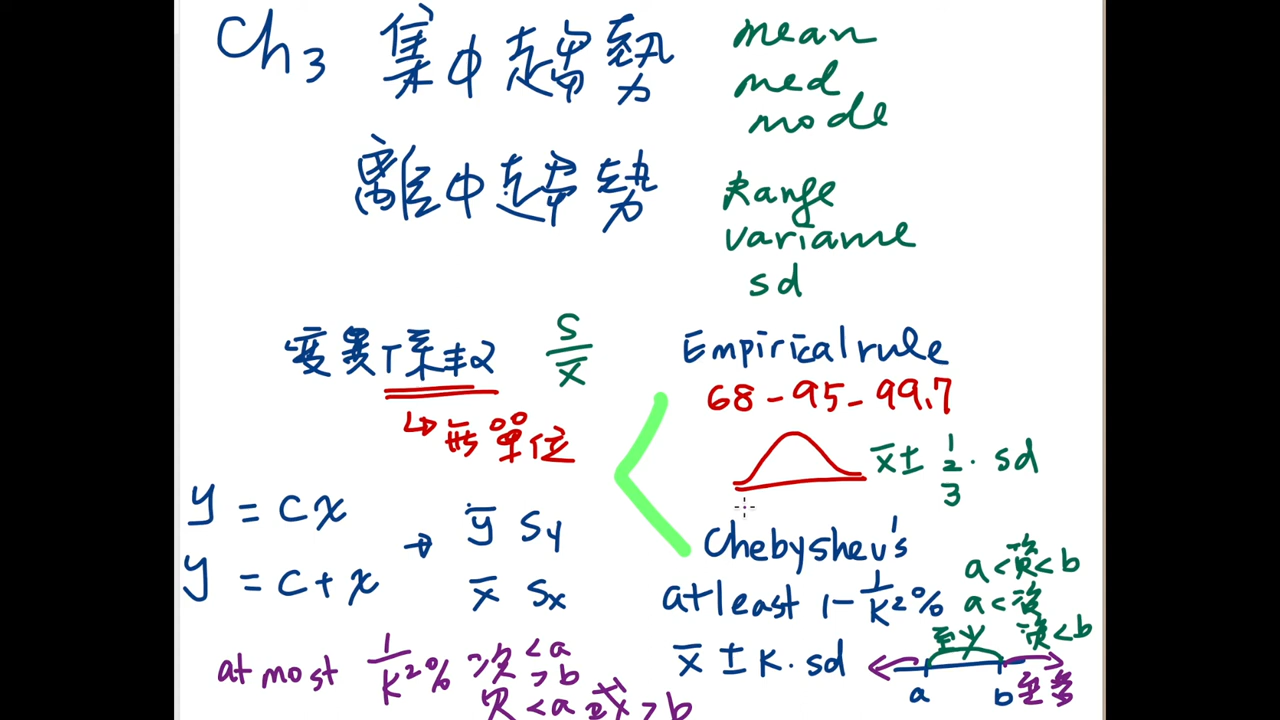 Ch3 集中趨勢
mean
med
mode
離中趨勢
Range
variance
sd
變異係數 s/x̄
→ 無單位
Empirical rule
68 - 95 - 99.7
x̄ ± 1 2 3 · sd
y = cx
y = c + x
→ ȳ Sy
x̄ Sx
Chebyshev's
at least 1 - 1/k² %
x̄ ± k · sd
a < 資 < b
a < 資
資 < b
至少
a b 至多
at most 1/k² % 資 < a
> b
資 < a 或 > b